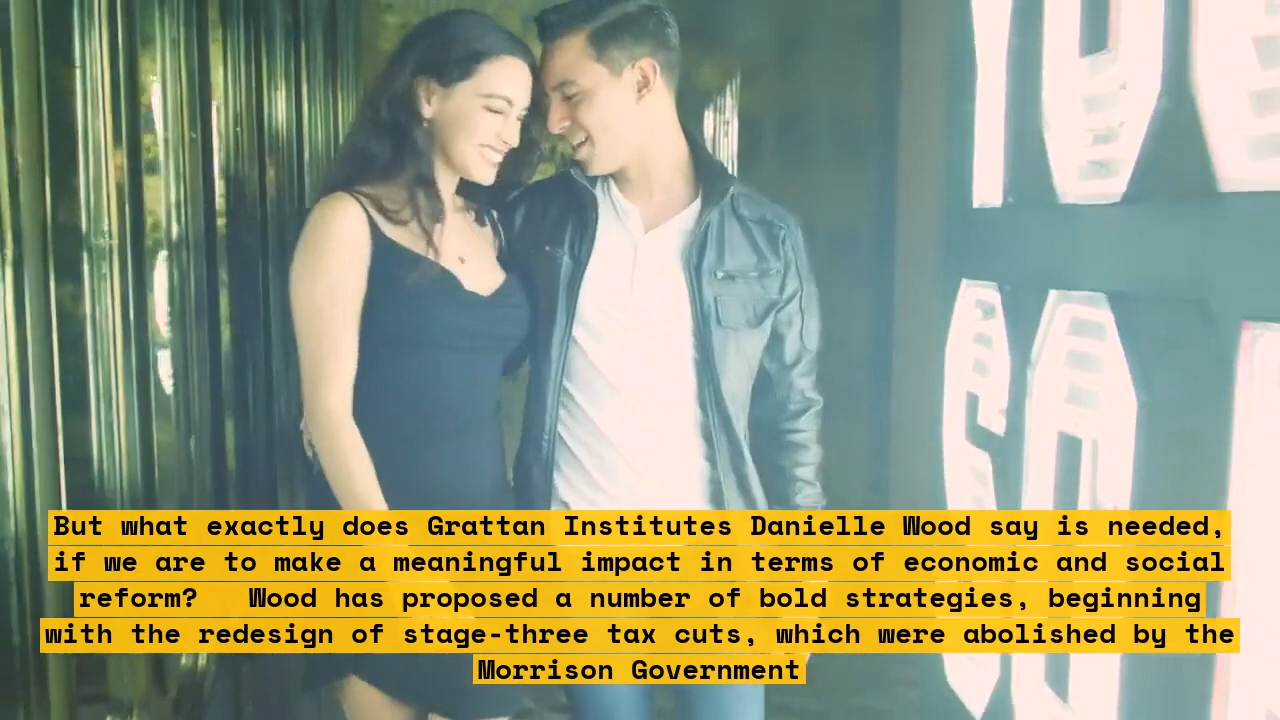 But what exactly does Grattan Institutes Danielle Wood say is needed,
if we are to make a meaningful impact in terms of economic and social
reform?   Wood has proposed a number of bold strategies, beginning
with the redesign of stage-three tax cuts, which were abolished by the
Morrison Government